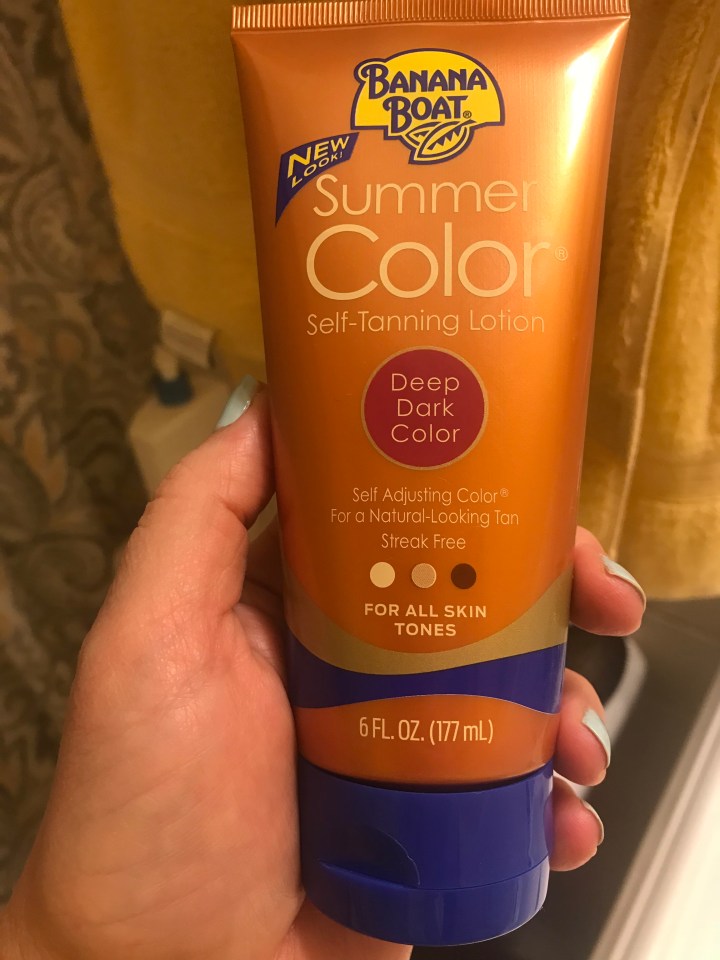 BANANA
BOAT®
NEW
LOOK!
Summer
Color®
Self-Tanning Lotion
Deep
Dark
Color
Self Adjusting Color®
For a Natural-Looking Tan
Streak Free
FOR ALL SKIN
TONES
6 FL. OZ. (177 mL)